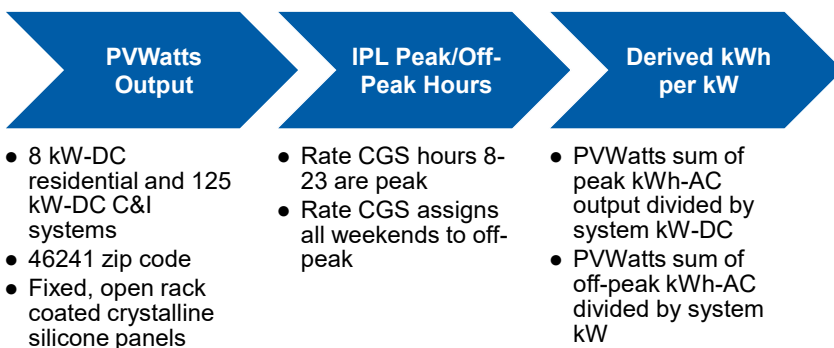 PVWatts
Output
IPL Peak/Off-
Peak Hours
Derived kWh
per kW
● 8 kW-DC
residential and 125
kW-DC C&I
systems
● 46241 zip code
● Fixed, open rack
coated crystalline
silicone panels
● Rate CGS hours 8-
23 are peak
● Rate CGS assigns
all weekends to off-
peak
● PVWatts sum of
peak kWh-AC
output divided by
system kW-DC
● PVWatts sum of
off-peak kWh-AC
divided by system
kW